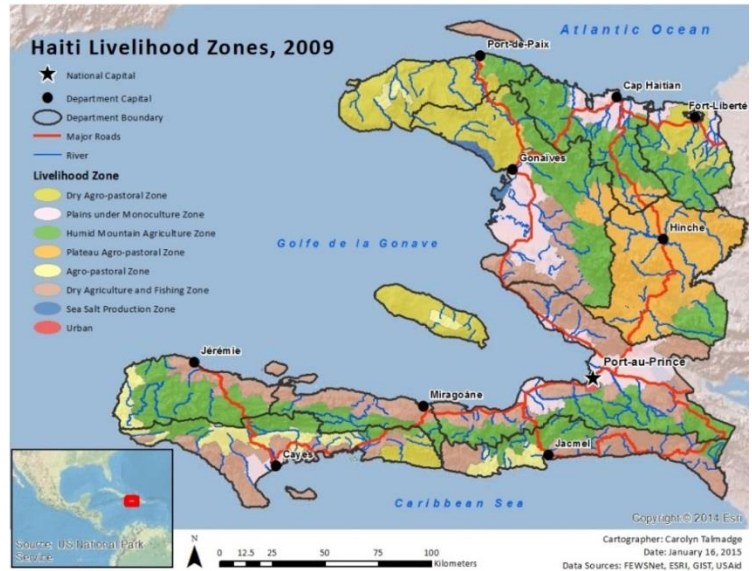 Haiti Livelihood Zones, 2009
National Capital
Department Capital
Department Boundary
Major Roads
River
Livelihood Zone
Dry Agro-pastoral Zone
Plains under Monoculture Zone
Humid Mountain Agriculture Zone
Plateau Agro-pastoral Zone
Agro-pastoral Zone
Dry Agriculture and Fishing Zone
Sea Salt Production Zone
Urban
Atlantic Ocean
Port-de-Paix
Cap Haitian
Fort-Liberté
Gonaïves
Hinche
Golfe de la Gonave
Port-au-Prince
Jérémie
Miragoâne
Jacmel
Cayes
Caribbean Sea
Copyright © 2014 Esri
Source: US National Park
Service
N
0 12.5 25 50 75 100
Kilometers
Cartographer: Carolyn Talmadge
Date: January 16, 2015
Data Sources: FEWSNet, ESRI, GIST, USAid